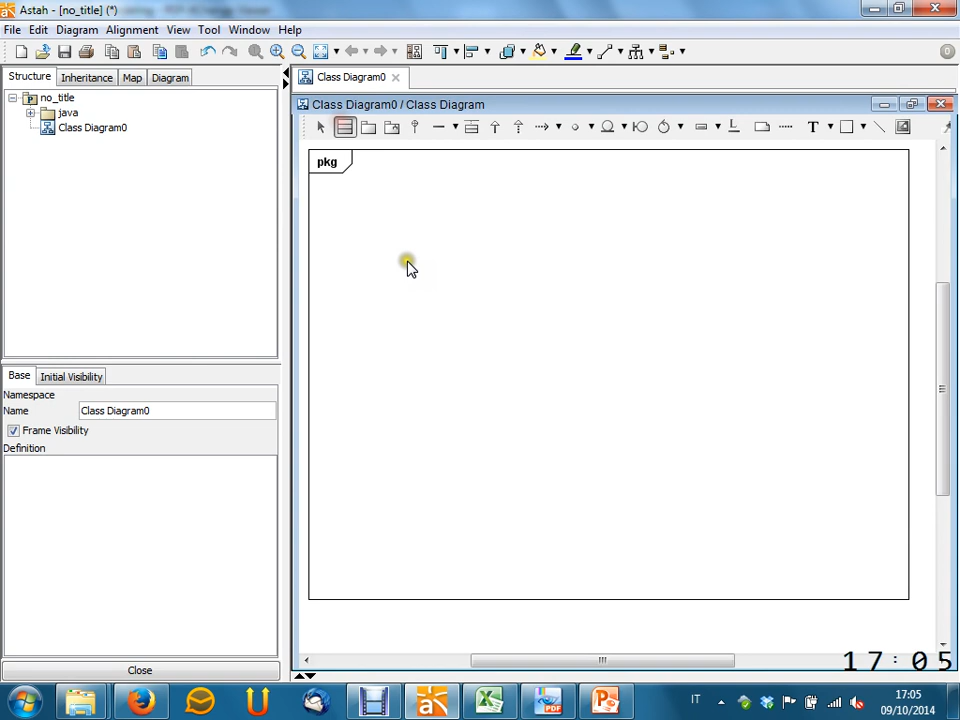 Astah - [no_title] (*)
File Edit Diagram Alignment View Tool Window Help
Structure Inheritance Map Diagram
no_title
java
Class Diagram0
Class Diagram0
Class Diagram0 / Class Diagram
T
pkg
Base Initial Visibility
Namespace
Name Class Diagram0
Frame Visibility
Definition
Close
17:05
IT
17:05
09/10/2014